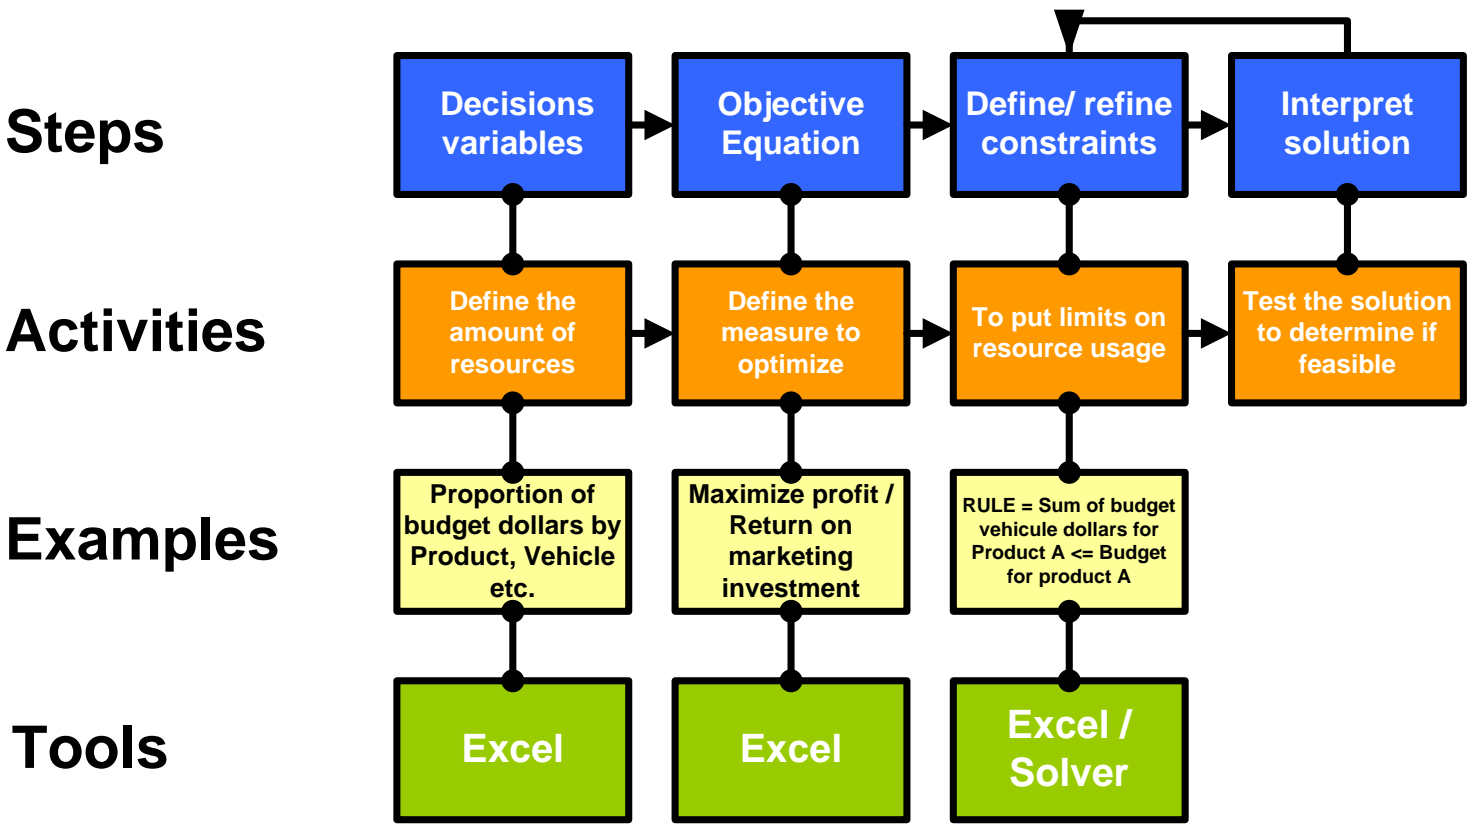 Steps
Decisions
variables
Objective
Equation
Define/ refine
constraints
Interpret
solution
Activities
Define the
amount of
resources
Define the
measure to
optimize
To put limits on
resource usage
Test the solution
to determine if
feasible
Examples
Proportion of
budget dollars by
Product, Vehicle
etc.
Maximize profit /
Return on
marketing
investment
RULE = Sum of budget
vehicule dollars for
Product A <= Budget
for product A
Tools
Excel
Excel
Excel /
Solver